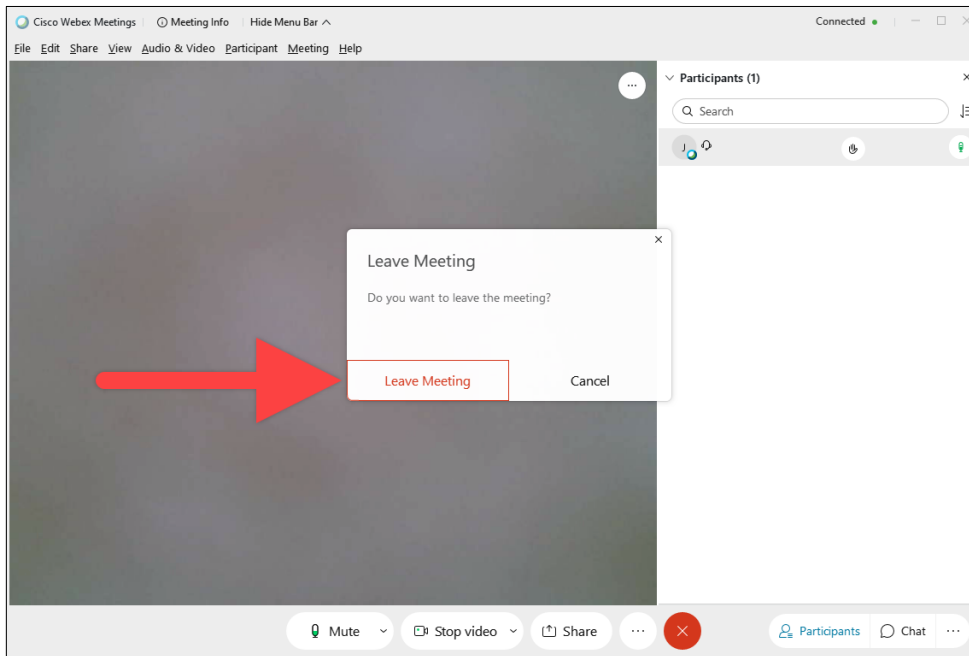 Cisco Webex Meetings Meeting Info Hide Menu Bar Connected
File Edit Share View Audio & Video Participant Meeting Help
Participants (1)
Search
J
Leave Meeting
Do you want to leave the meeting?
Leave Meeting Cancel
Mute Stop video Share Participants Chat